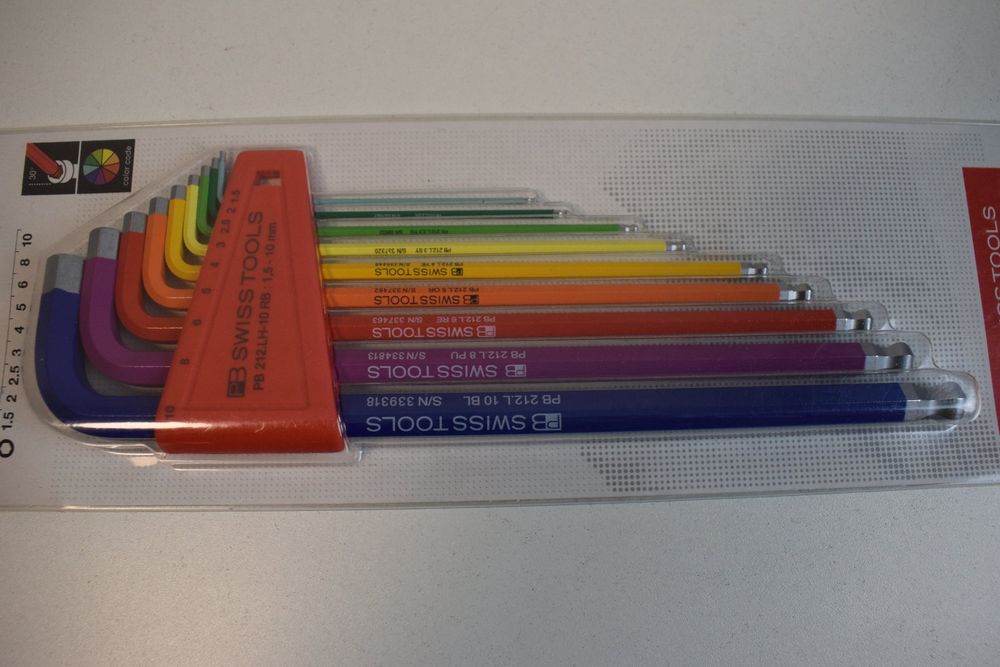 30°
color code
1.5 2 2.5 3 4 5 6 8 10
1.5
2
2.5
3
4
5
6
8
10
PB SWISS TOOLS
PB 212.LH-10 RB · 1,5 - 10 mm
PB 212.L 3 BY S/N 337320
PB SWISS TOOLS
PB 212.L 5 OR S/N 337462
PB SWISS TOOLS
PB 212.L 6 RE S/N 337463
PB SWISS TOOLS
PB 212.L 8 PU S/N 334813
PB SWISS TOOLS
PB 212.L 10 BL S/N 339318
PB SWISS TOOLS
TOOLS